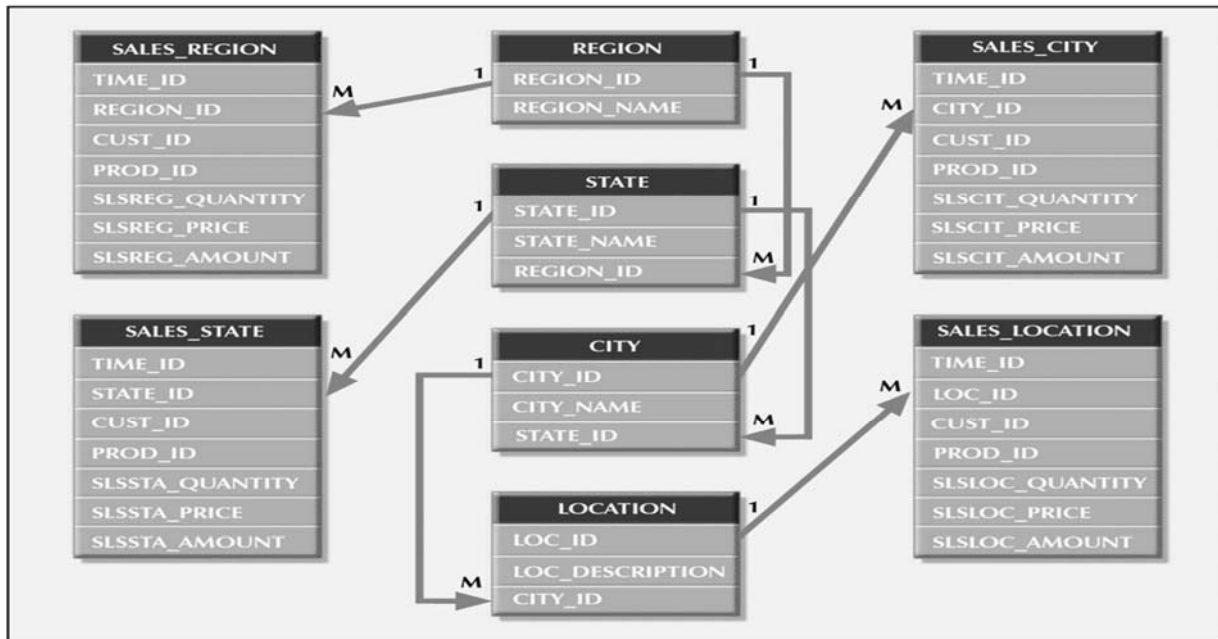 SALES_REGION
TIME_ID
REGION_ID
CUST_ID
PROD_ID
SLSREG_QUANTITY
SLSREG_PRICE
SLSREG_AMOUNT
SALES_STATE
TIME_ID
STATE_ID
CUST_ID
PROD_ID
SLSSTA_QUANTITY
SLSSTA_PRICE
SLSSTA_AMOUNT
M
1
1
M
REGION
REGION_ID
REGION_NAME
1
STATE
STATE_ID
STATE_NAME
REGION_ID
1
M
CITY
CITY_ID
CITY_NAME
STATE_ID
1
1
M
LOCATION
LOC_ID
LOC_DESCRIPTION
CITY_ID
M
1
M
M
SALES_CITY
TIME_ID
CITY_ID
CUST_ID
PROD_ID
SLSCIT_QUANTITY
SLSCIT_PRICE
SLSCIT_AMOUNT
SALES_LOCATION
TIME_ID
LOC_ID
CUST_ID
PROD_ID
SLSLOC_QUANTITY
SLSLOC_PRICE
SLSLOC_AMOUNT